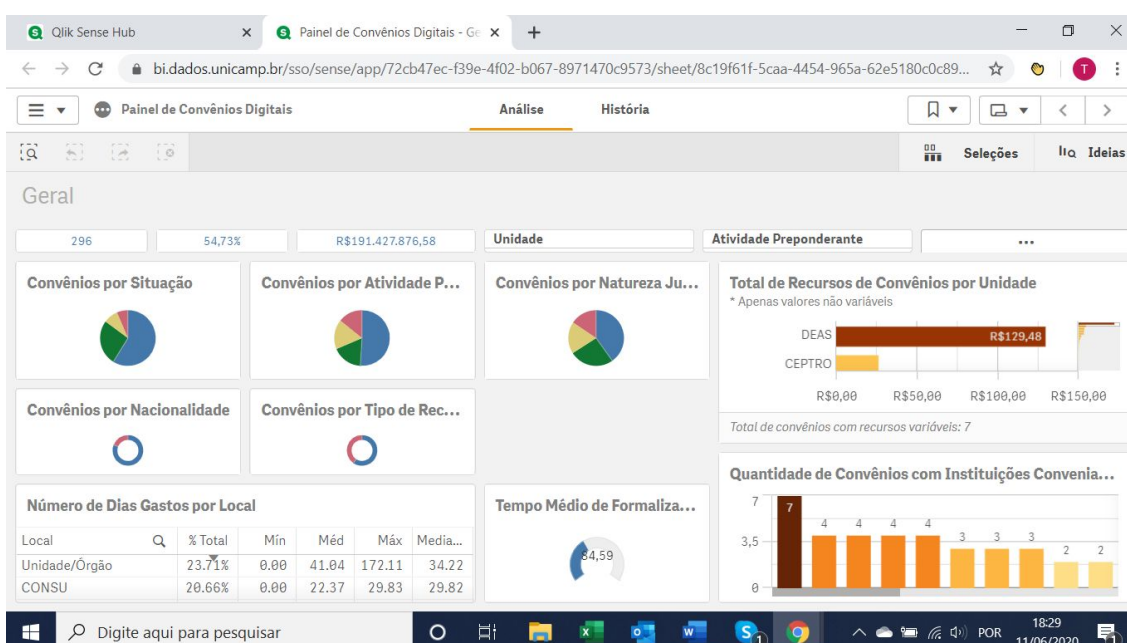 Qlik Sense Hub
Painel de Convênios Digitais - Ge
bi.dados.unicamp.br/sso/sense/app/72cb47ec-f39e-4f02-b067-8971470c9573/sheet/8c19f61f-5caa-4454-965a-62e5180c0c89...
T
Painel de Convênios Digitais
Análise
História
Seleções
Ideias
Geral
296
54,73%
R$191.427.876,58
Unidade
Atividade Preponderante
...
Convênios por Situação
Convênios por Atividade P...
Convênios por Natureza Ju...
Total de Recursos de Convênios por Unidade
* Apenas valores não variáveis
DEAS
R$129,48
CEPTRO
R$0,00 R$50,00 R$100,00 R$150,00
Total de convênios com recursos variáveis: 7
Convênios por Nacionalidade
Convênios por Tipo de Rec...
Número de Dias Gastos por Local
Local % Total Mín Méd Máx Media...
Unidade/Órgão 23.71% 0.00 41.04 172.11 34.22
CONSU 20.66% 0.00 22.37 29.83 29.82
Tempo Médio de Formaliza...
84,59
Quantidade de Convênios com Instituições Convenia...
7
3,5
0
7 4 4 4 4 3 3 3 2 2
Digite aqui para pesquisar
POR
18:29
11/06/2020